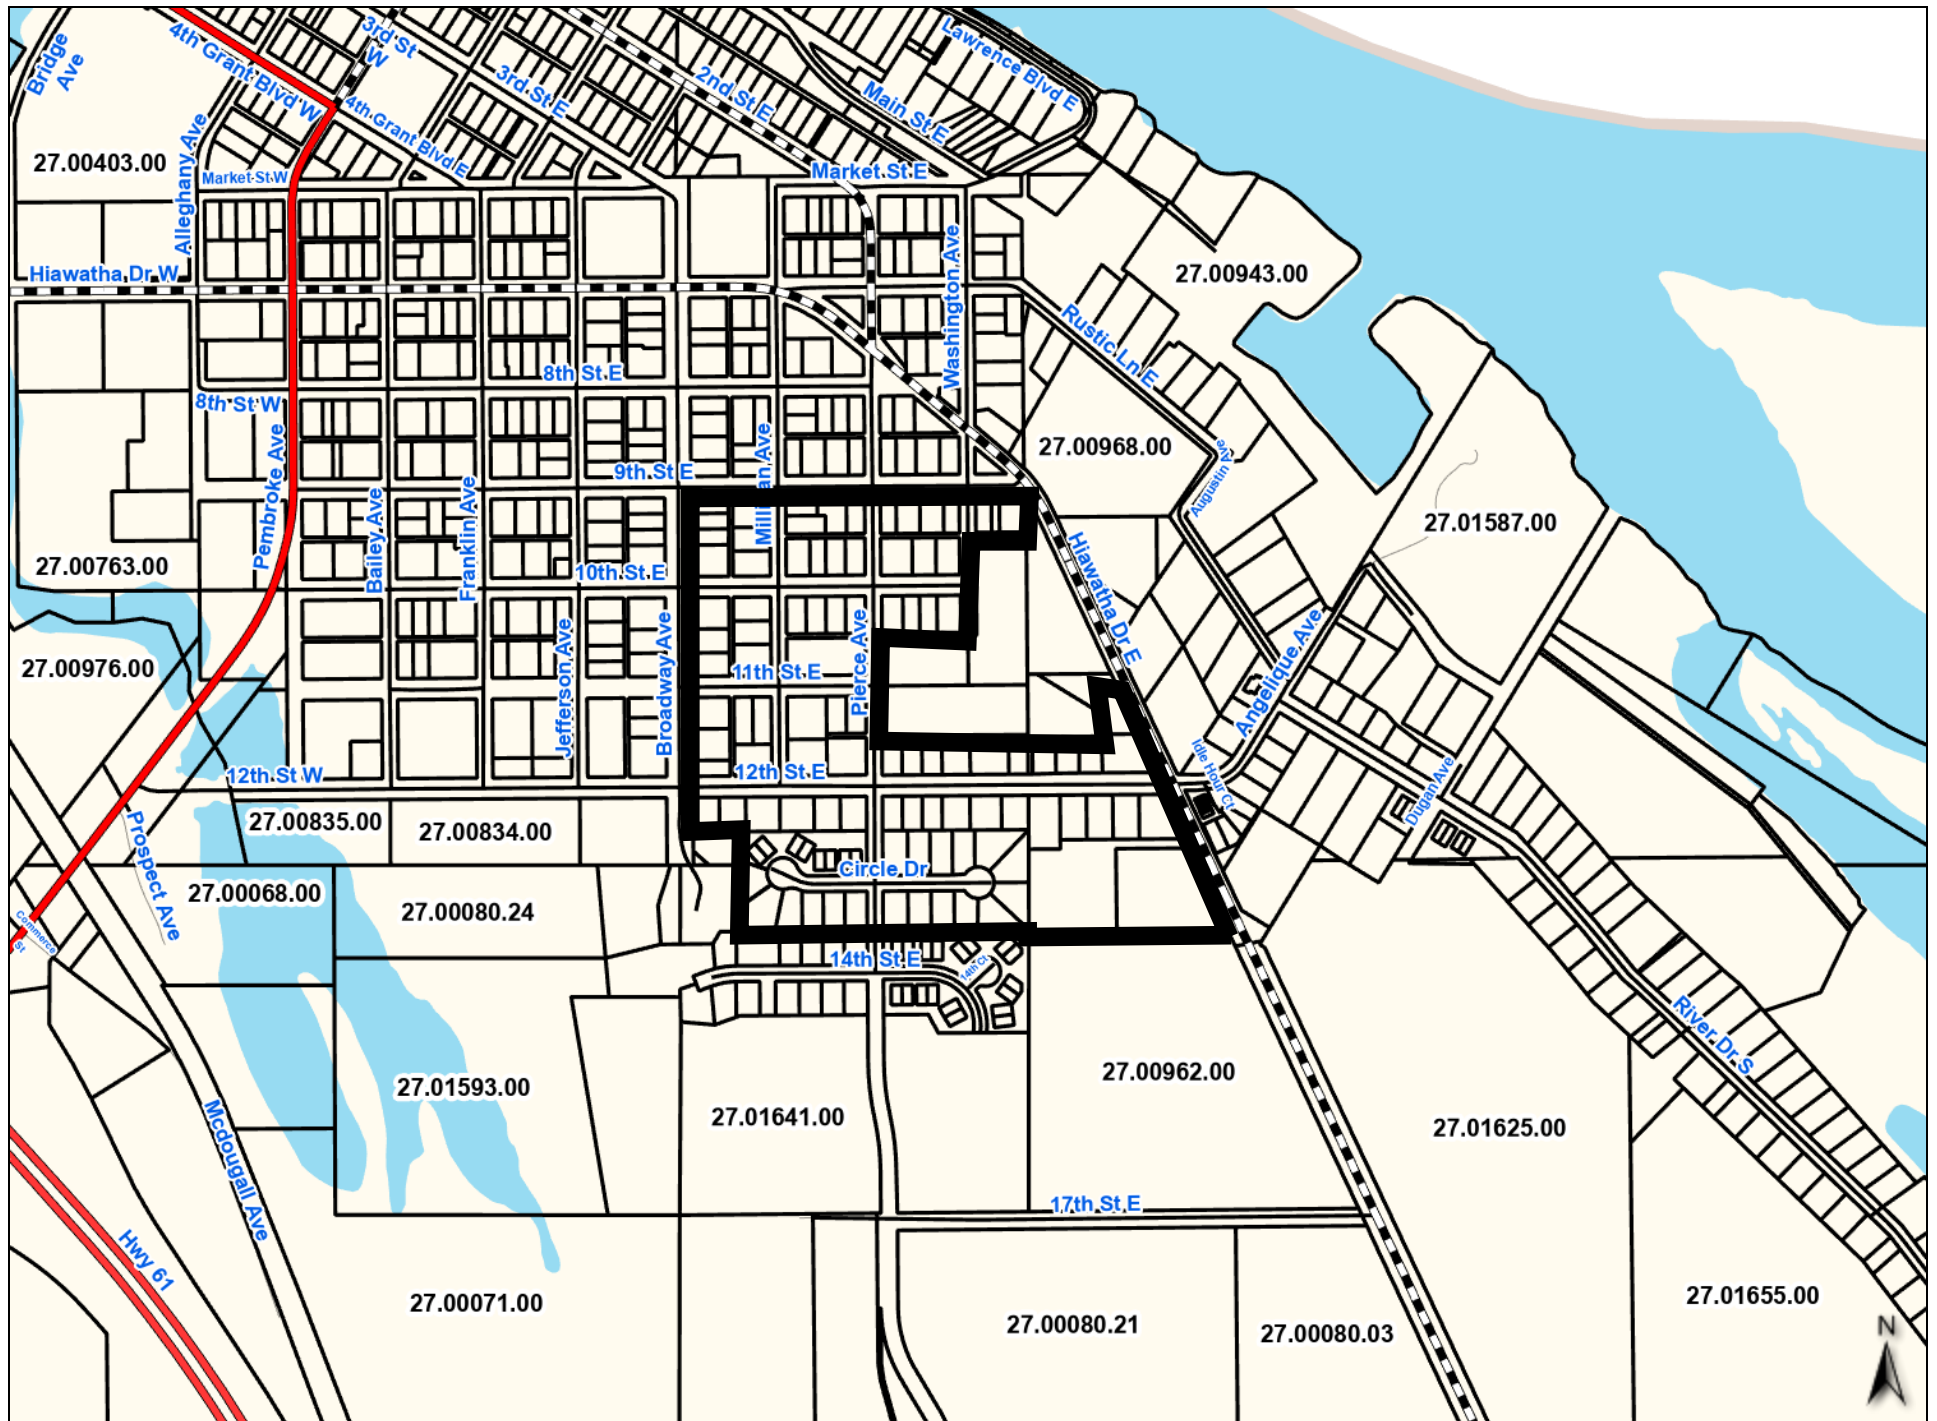 Bridge
Ave
4th Grant Blvd W
3rd St
W
3rd St E
2nd St E
Main St E
Lawrence Blvd E
4th Grant Blvd E
27.00403.00
Alleghany Ave
Market St W
Market St E
Hiawatha Dr W
Washington Ave
27.00943.00
Rustic Ln E
8th St E
8th St W
Pembroke Ave
27.00968.00
9th St E
Augustin Ave
Bailey Ave
Franklin Ave
27.01587.00
27.00763.00
10th St E
Hiawatha Dr E
27.00976.00
Jefferson Ave
Broadway Ave
11th St E
Pierce Ave
Angelique Ave
12th St W
12th St E
Idle Hour Ct
Dugan Ave
27.00835.00
27.00834.00
Prospect Ave
Circle Dr
27.00068.00
27.00080.24
Commerce
St
14th St E
14th Ct
River Dr S
27.01593.00
27.01641.00
27.00962.00
27.01625.00
Mcdougall Ave
17th St E
Hwy 61
27.00071.00
27.00080.21
27.00080.03
27.01655.00
N